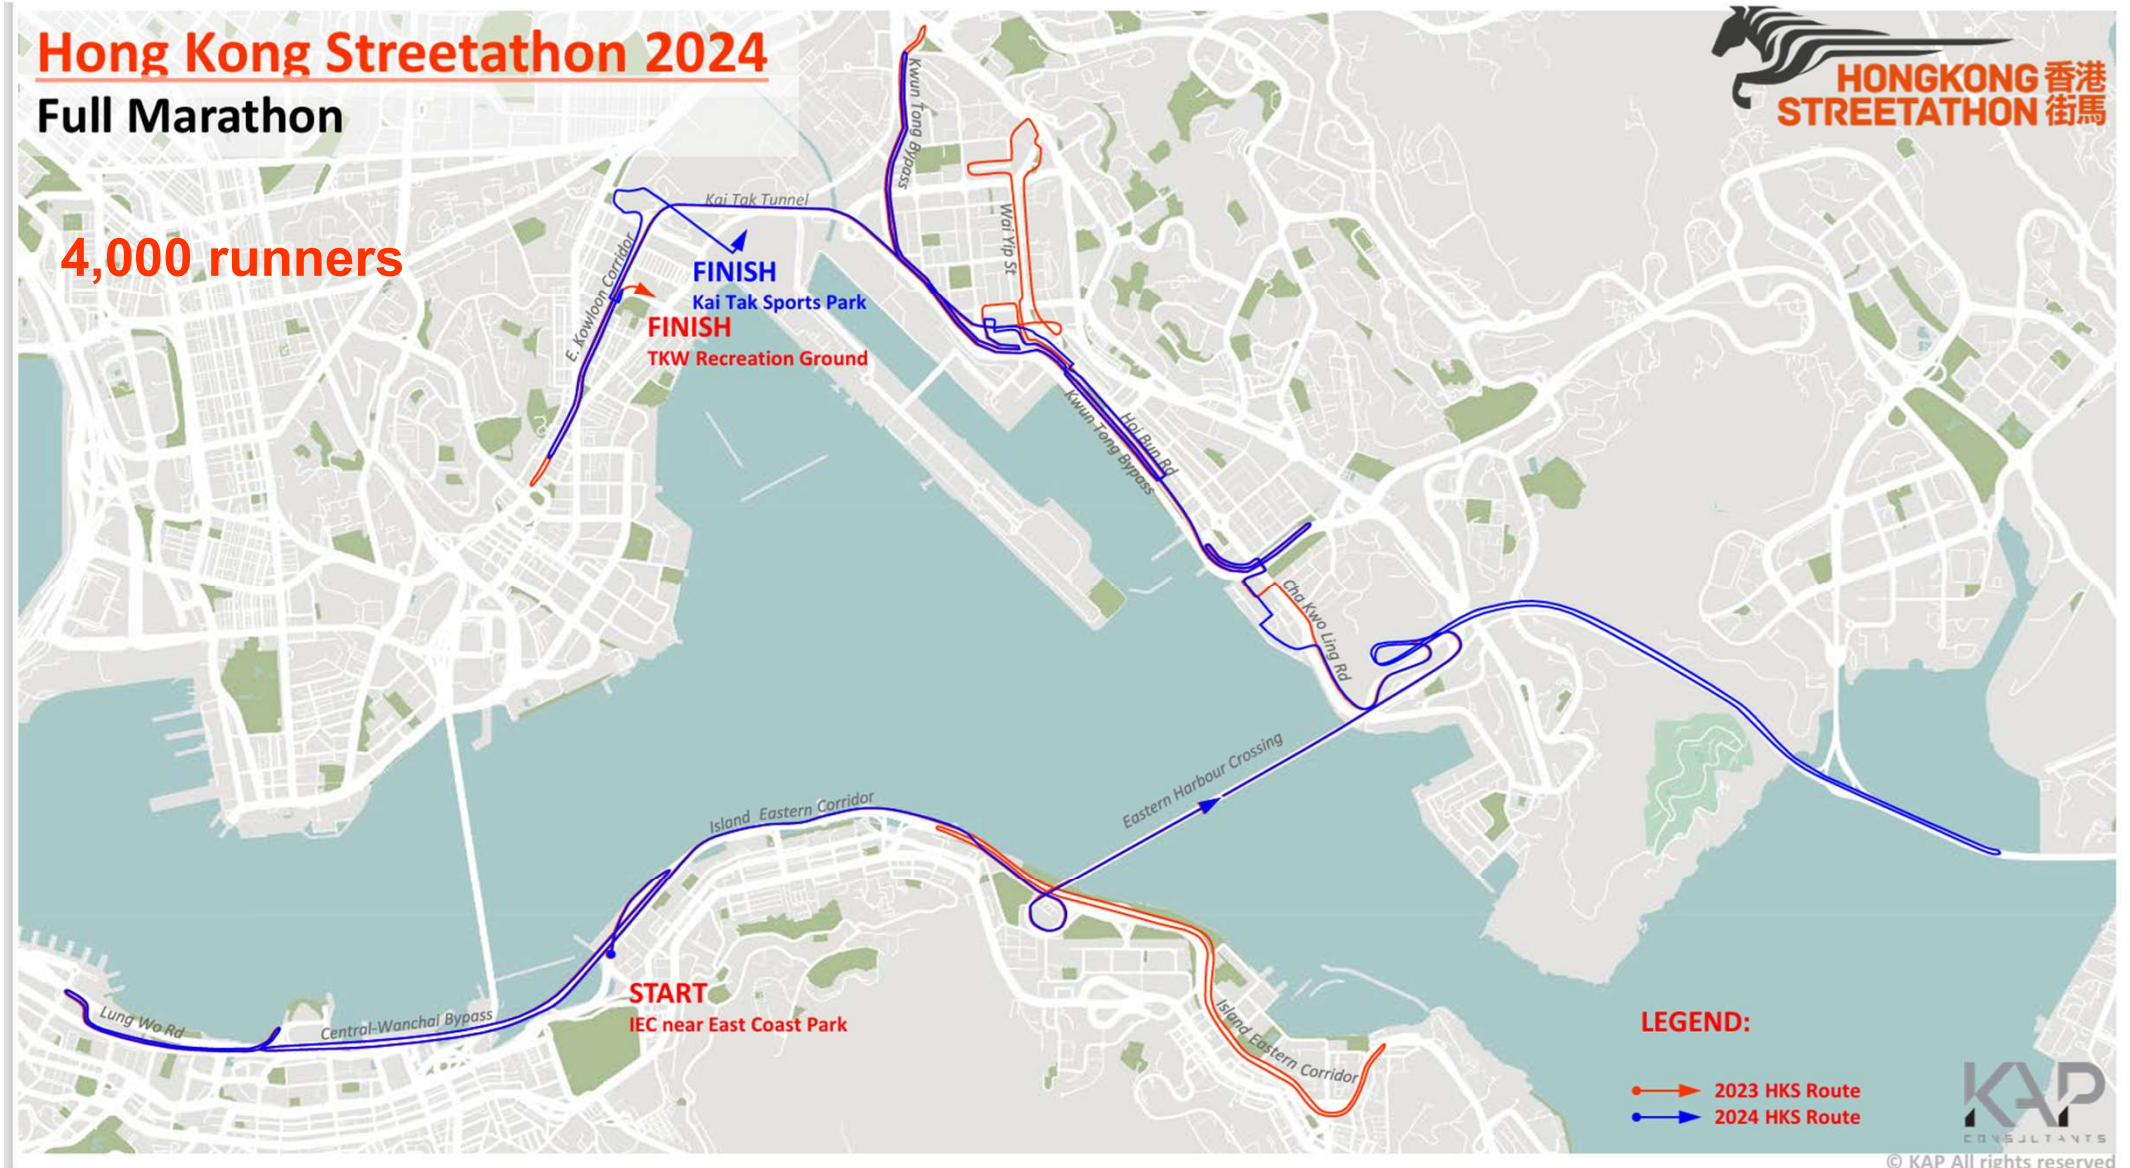 Hong Kong Streetathon 2024
Full Marathon
HONGKONG 香港
STREETATHON 街馬
4,000 runners
Kwun Tong Bypass
Kai Tak Tunnel
Wai Yip St
E. Kowloon Corridor
FINISH
Kai Tak Sports Park
FINISH
TKW Recreation Ground
Hoi Bun Rd
Kwun Tong Bypass
Cha Kwo Ling Rd
Eastern Harbour Crossing
Island Eastern Corridor
START
IEC near East Coast Park
Lung Wo Rd
Central-Wanchai Bypass
Island Eastern Corridor
LEGEND:
2023 HKS Route
2024 HKS Route
KAP
CONSULTANTS
© KAP All rights reserved